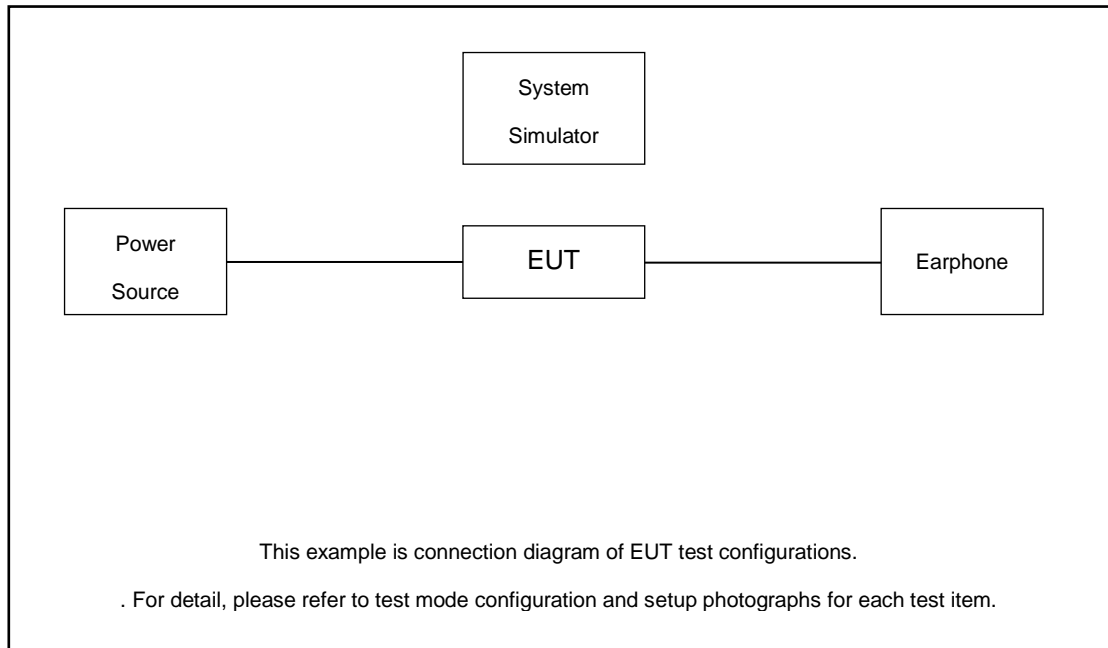 System
Simulator
Power
Source
EUT
Earphone
This example is connection diagram of EUT test configurations.
. For detail, please refer to test mode configuration and setup photographs for each test item.